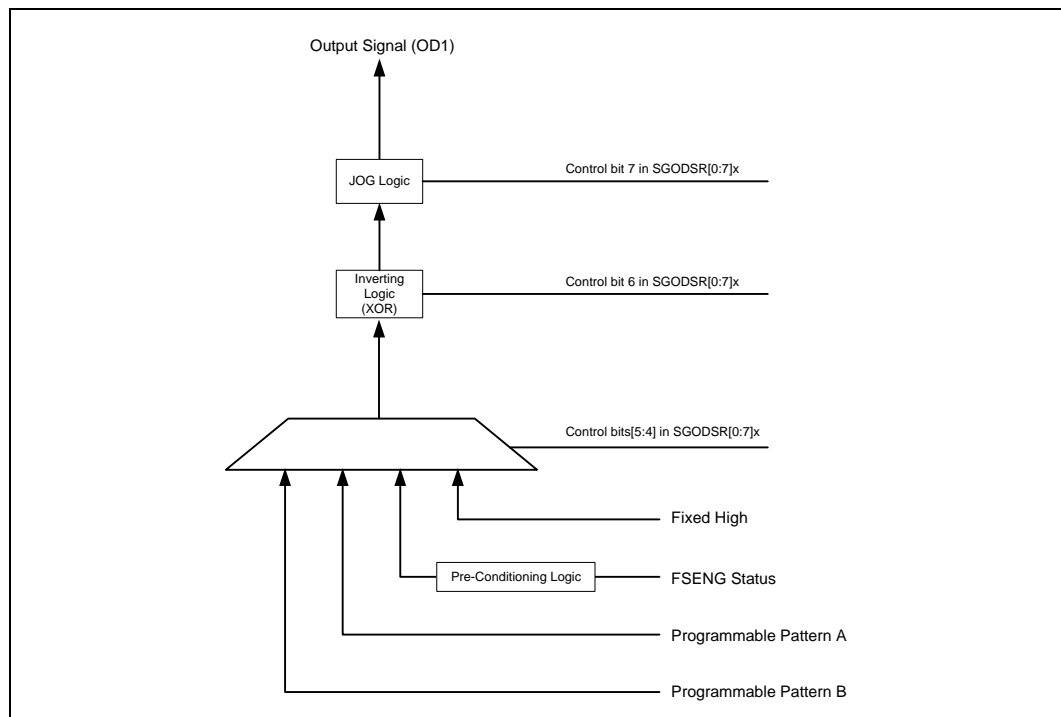 Output Signal (OD1)
JOG Logic
Control bit 7 in SGODSR[0:7]x
Inverting
Logic
(XOR)
Control bit 6 in SGODSR[0:7]x
Control bits[5:4] in SGODSR[0:7]x
Fixed High
Pre-Conditioning Logic
FSENG Status
Programmable Pattern A
Programmable Pattern B